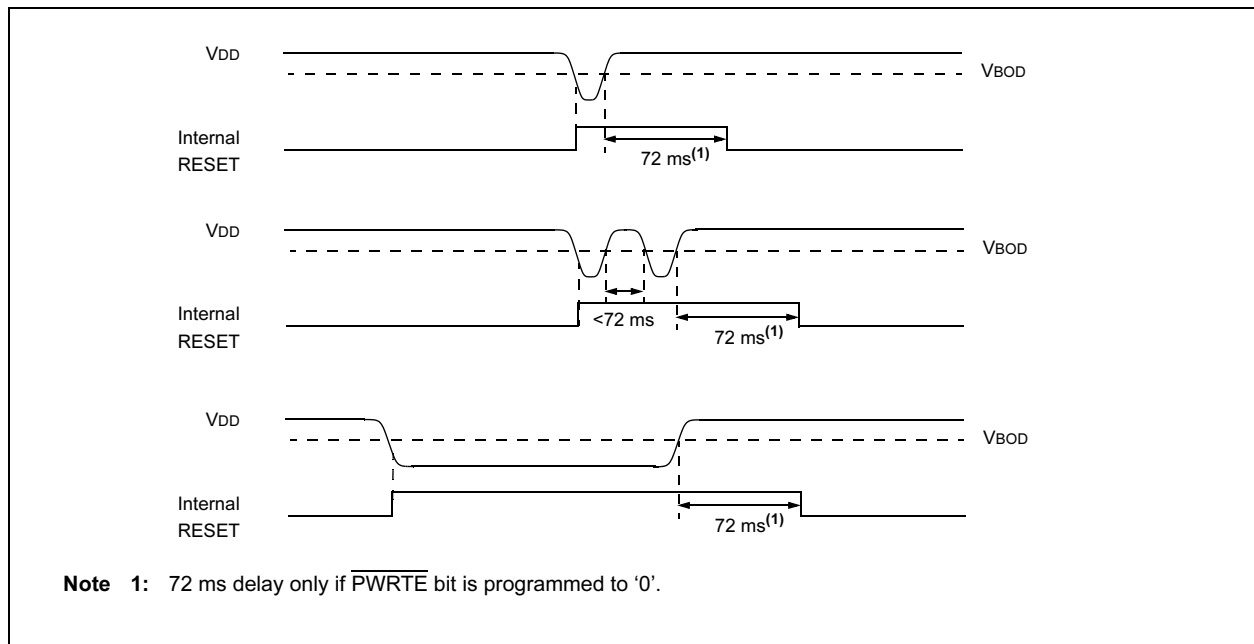 VDD
VBOD
Internal
RESET
72 ms(1)
VDD
VBOD
Internal
RESET
<72 ms
72 ms(1)
VDD
VBOD
Internal
RESET
72 ms(1)
Note 1: 72 ms delay only if PWRTE bit is programmed to ‘0’.